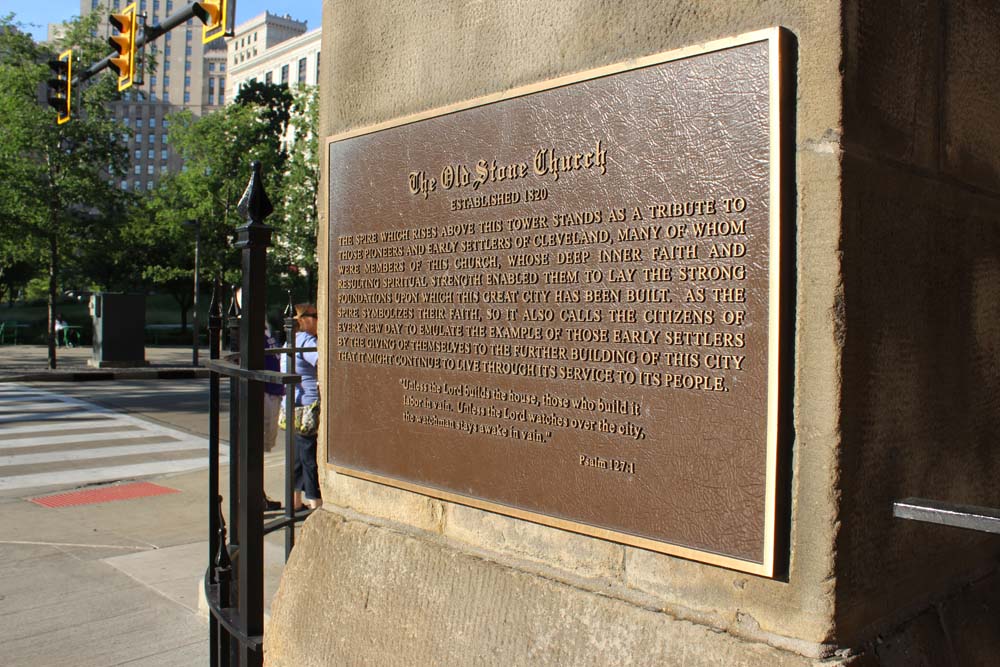 The Old Stone Church
ESTABLISHED 1820
THE SPIRE WHICH RISES ABOVE THIS TOWER STANDS AS A TRIBUTE TO
THOSE PIONEERS AND EARLY SETTLERS OF CLEVELAND, MANY OF WHOM
WERE MEMBERS OF THIS CHURCH, WHOSE DEEP INNER FAITH AND
RESULTING SPIRITUAL STRENGTH ENABLED THEM TO LAY THE STRONG
FOUNDATIONS UPON WHICH THIS GREAT CITY HAS BEEN BUILT. AS THE
SPIRE SYMBOLIZES THEIR FAITH, SO IT ALSO CALLS THE CITIZENS OF
EVERY NEW DAY TO EMULATE THE EXAMPLE OF THOSE EARLY SETTLERS
BY THE GIVING OF THEMSELVES TO THE FURTHER BUILDING OF THIS CITY
THAT IT MIGHT CONTINUE TO LIVE THROUGH ITS SERVICE TO ITS PEOPLE.
"Unless the Lord builds the house, those who build it
labor in vain. Unless the Lord watches over the city,
the watchman stays awake in vain."
Psalm 127:1